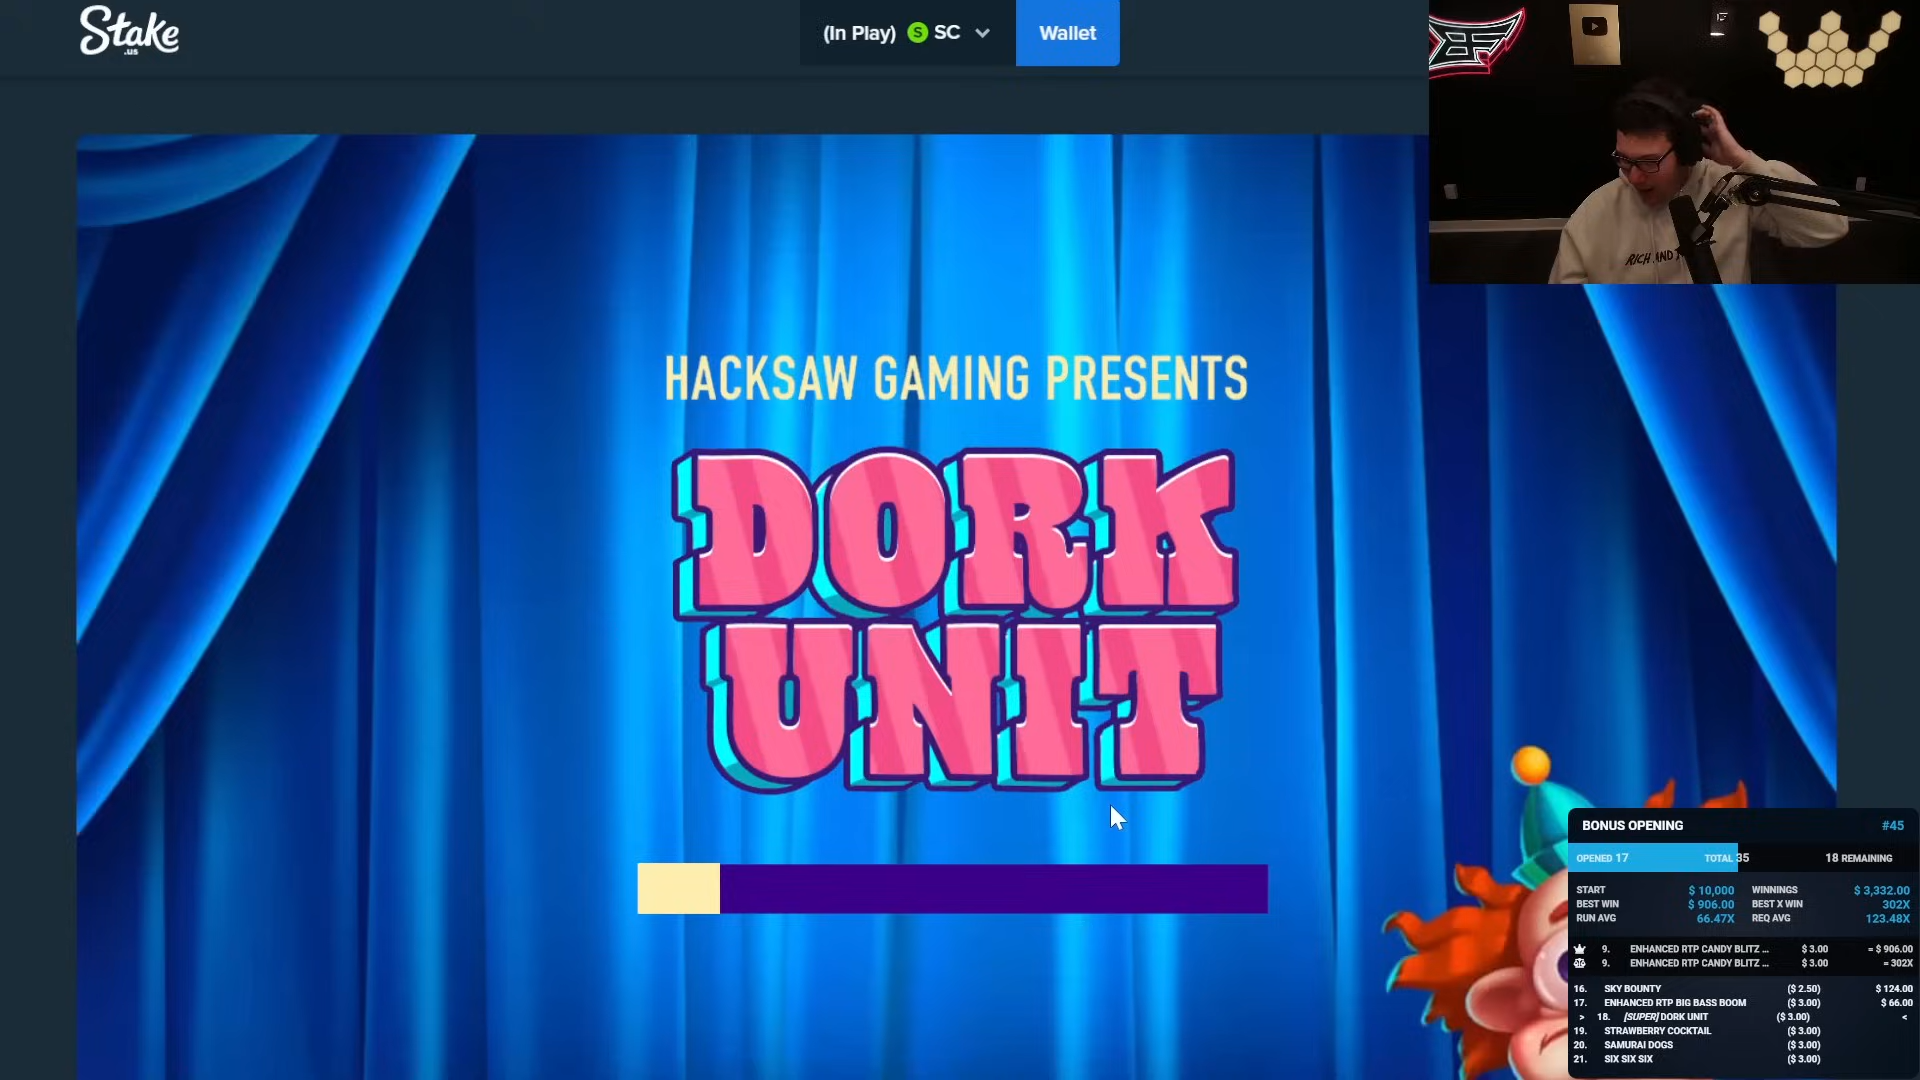 Stake
.us
(In Play) S SC
Wallet
RICH AND
HACKSAW GAMING PRESENTS
DORK
UNIT
BONUS OPENING #45
OPENED 17 TOTAL 35 18 REMAINING
START $ 10,000 WINNINGS $ 3,332.00
BEST WIN $ 906.00 BEST X WIN 302X
RUN AVG 66.47X REQ AVG 123.48X
9. ENHANCED RTP CANDY BLITZ ... $ 3.00 = $ 906.00
9. ENHANCED RTP CANDY BLITZ ... $ 3.00 = 302X
16. SKY BOUNTY ($ 2.50) $ 124.00
17. ENHANCED RTP BIG BASS BOOM ($ 3.00) $ 66.00
> 18. [SUPER] DORK UNIT ($ 3.00) <
19. STRAWBERRY COCKTAIL ($ 3.00)
20. SAMURAI DOGS ($ 3.00)
21. SIX SIX SIX ($ 3.00)